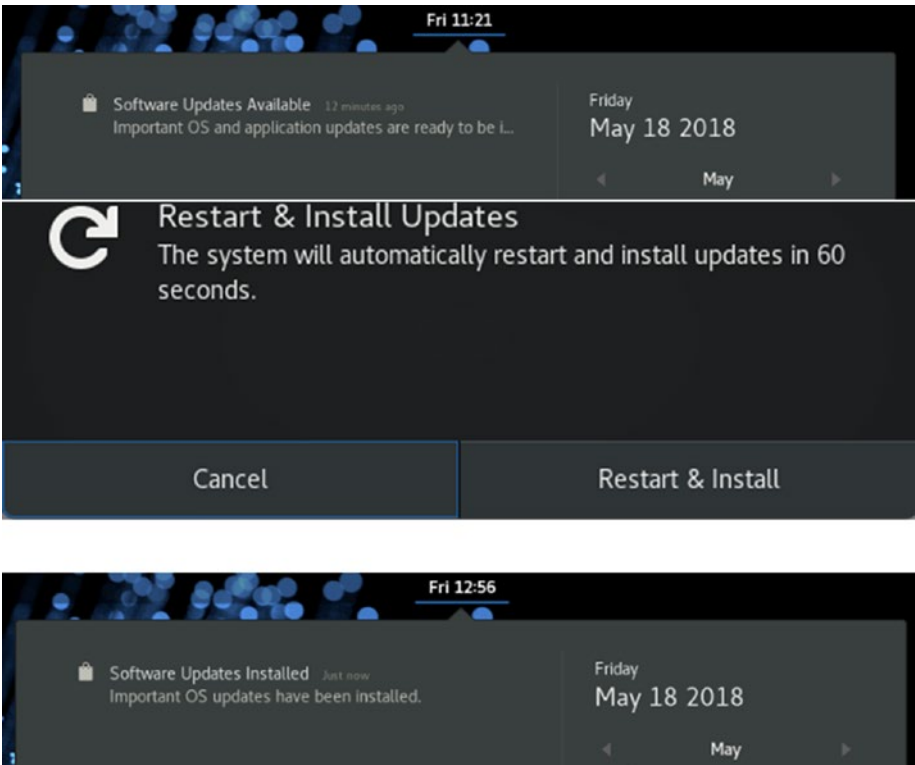 Fri 11:21
Software Updates Available 12 minutes ago
Important OS and application updates are ready to be i...
Friday
May 18 2018
May
Restart & Install Updates
The system will automatically restart and install updates in 60
seconds.
Cancel
Restart & Install
Fri 12:56
Software Updates Installed Just now
Important OS updates have been installed.
Friday
May 18 2018
May